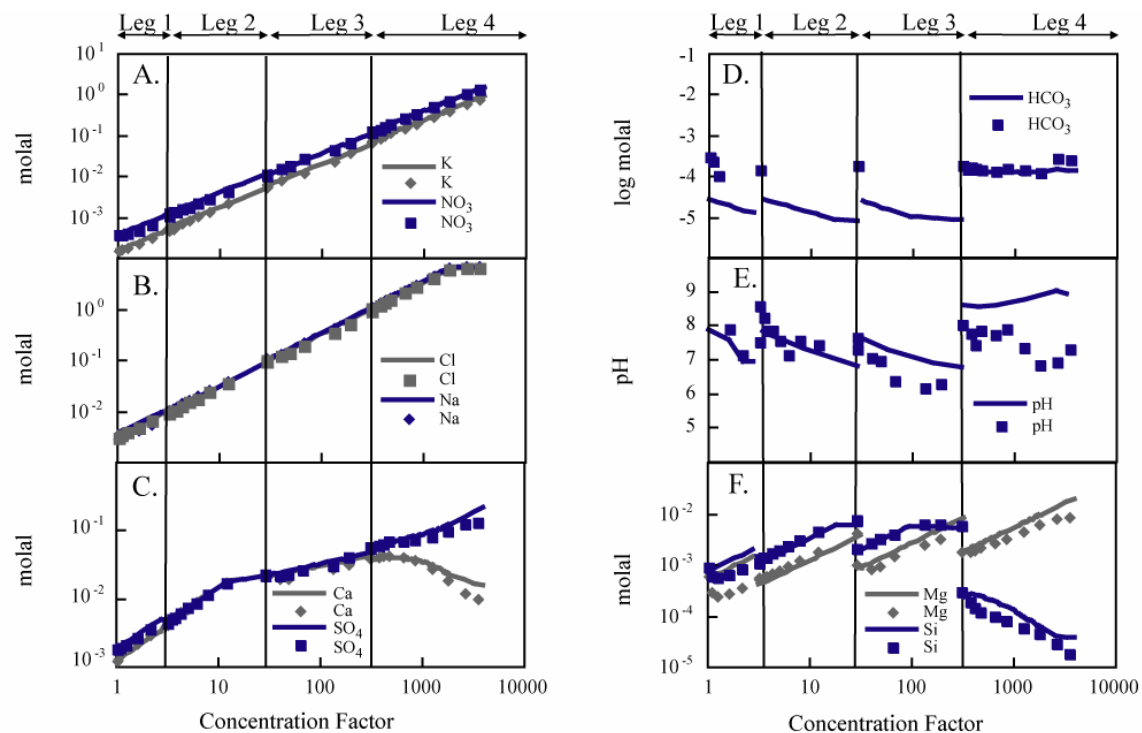 Leg 1 Leg 2 Leg 3 Leg 4
A.
molal
10^1
10^0
10^-1
10^-2
10^-3
K
K
NO3
NO3
B.
molal
10^0
10^-1
10^-2
Cl
Cl
Na
Na
C.
molal
10^-1
10^-2
10^-3
Ca
Ca
SO4
SO4
1 10 100 1000 10000
Concentration Factor
Leg 1 Leg 2 Leg 3 Leg 4
D.
log molal
-1
-2
-3
-4
-5
HCO3
HCO3
E.
pH
9
8
7
6
5
pH
pH
F.
molal
10^-2
10^-3
10^-4
10^-5
Mg
Mg
Si
Si
1 10 100 1000 10000
Concentration Factor